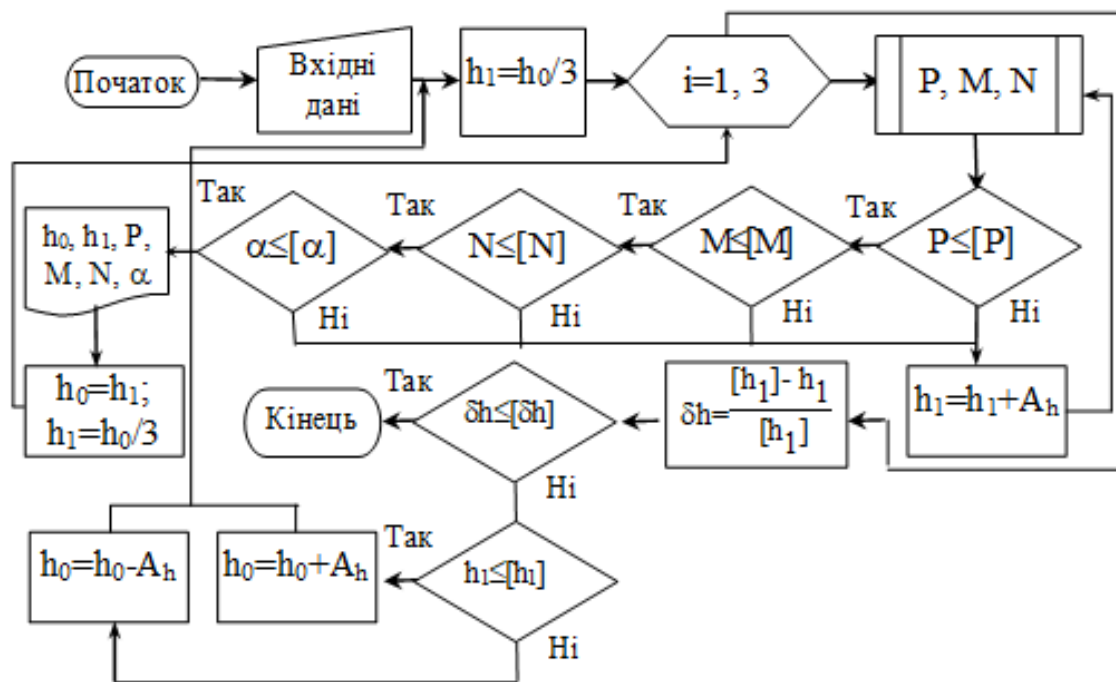 Початок
Вхідні
дані
h₁=h₀/3
i=1, 3
P, M, N
Так
Так
Так
Так
h₀, h₁, P,
M, N, α
α≤[α]
N≤[N]
M≤[M]
P≤[P]
Ні
Ні
Ні
Ні
h₀=h₁;
h₁=h₀/3
Кінець
Так
δh≤[δh]
δh=[h₁]- h₁
[h₁]
h₁=h₁+Aₕ
Ні
h₀=h₀-Aₕ
h₀=h₀+Aₕ
Так
h₁≤[h₁]
Ні